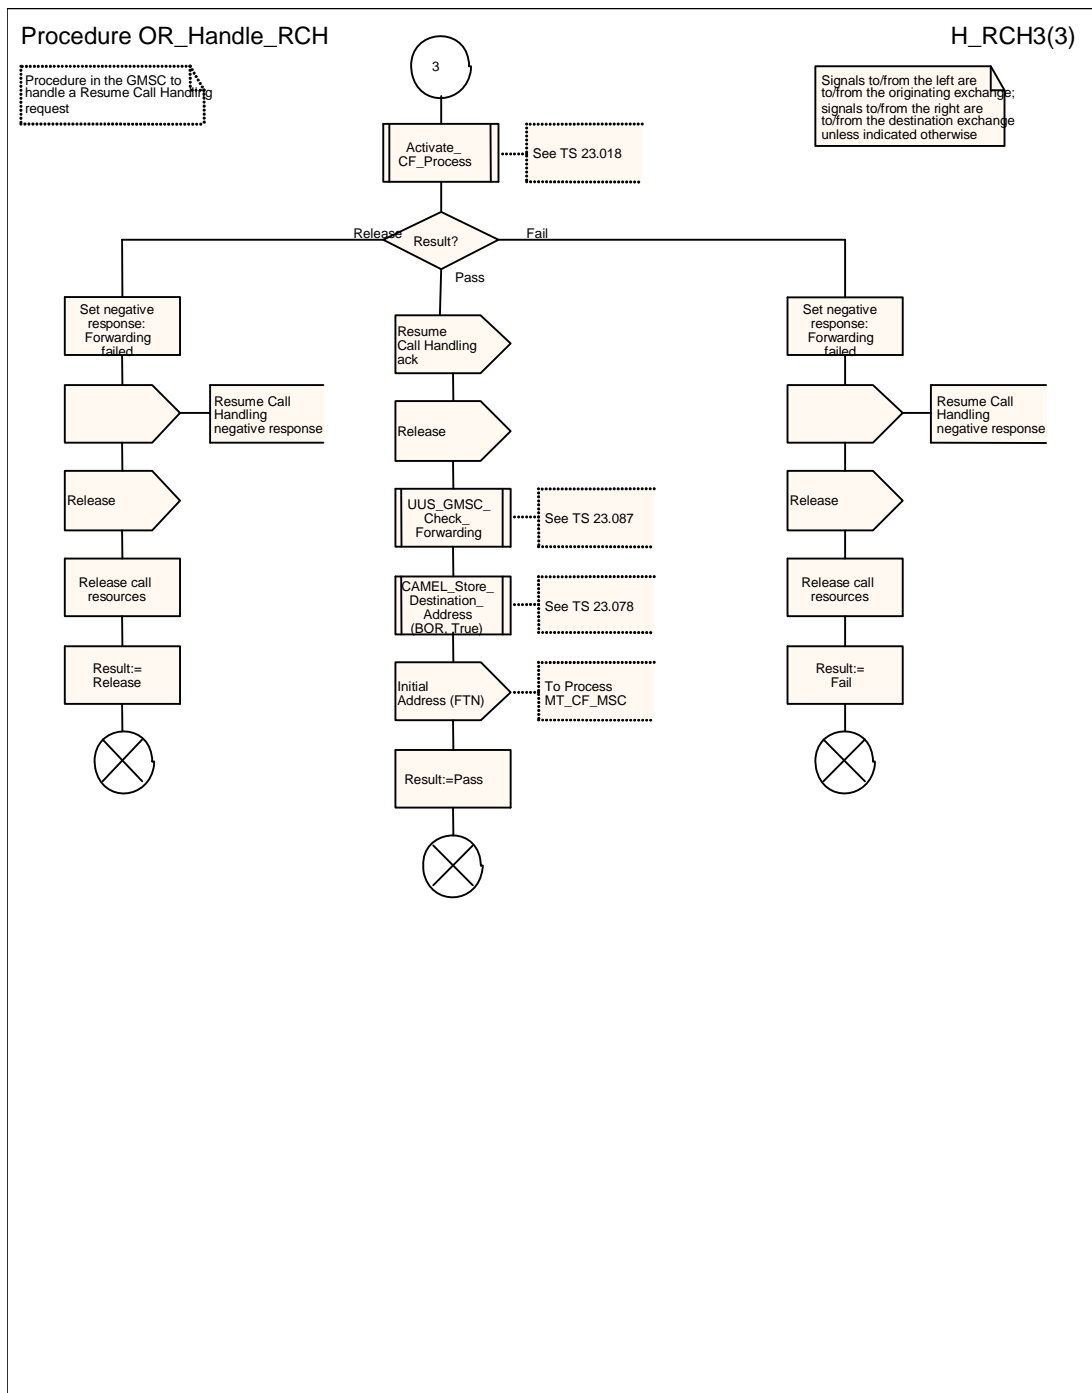 Procedure OR_Handle_RCH
H_RCH3(3)
Procedure in the GMSC to
handle a Resume Call Handling
request
3
Signals to/from the left are
to/from the originating exchange;
signals to/from the right are
to/from the destination exchange
unless indicated otherwise
Activate_
CF_Process
See TS 23.018
Release
Result?
Fail
Pass
Set negative
response:
Forwarding
failed
Resume Call
Handling
negative response
Release
Release call
resources
Result:=
Release
Resume
Call Handling
ack
Release
UUS_GMSC_
Check_
Forwarding
See TS 23.087
CAMEL_Store_
Destination_
Address
(BOR, True)
See TS 23.078
Initial
Address (FTN)
To Process
MT_CF_MSC
Result:=Pass
Set negative
response:
Forwarding
failed
Resume Call
Handling
negative response
Release
Release call
resources
Result:=
Fail